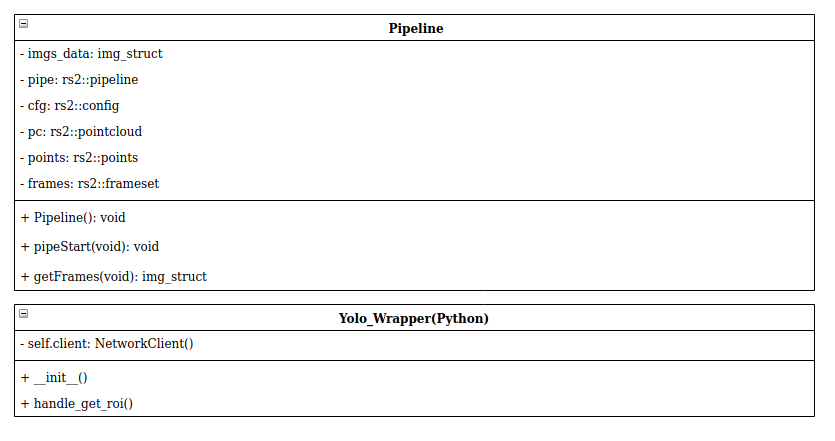 Pipeline
- imgs_data: img_struct
- pipe: rs2::pipeline
- cfg: rs2::config
- pc: rs2::pointcloud
- points: rs2::points
- frames: rs2::frameset
+ Pipeline(): void
+ pipeStart(void): void
+ getFrames(void): img_struct
Yolo_Wrapper(Python)
- self.client: NetworkClient()
+ __init__()
+ handle_get_roi()